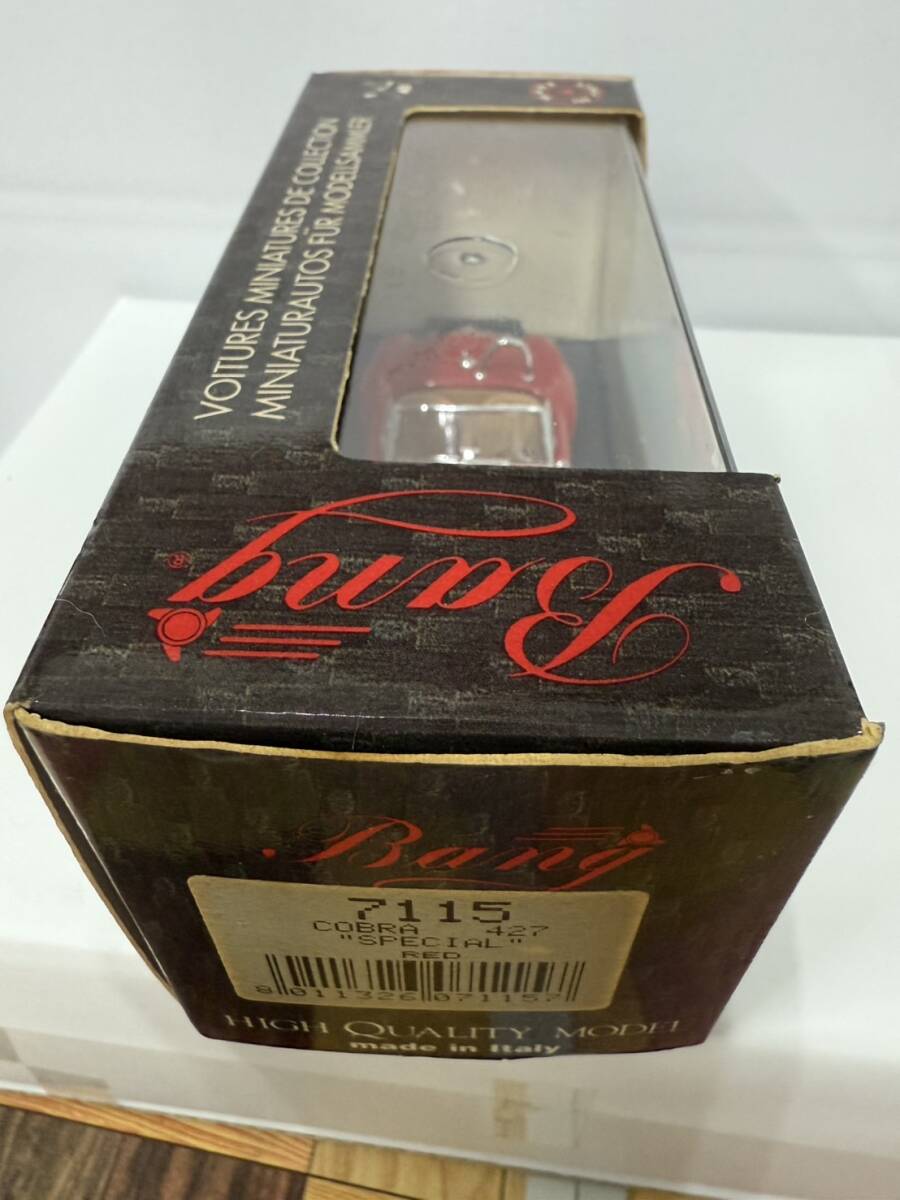 VOITURES MINIATURES DE COLLECTION
MINIATURAUTOS FÜR MODELLSAMMLER
Bang®
Bang
7115
COBRA 427
"SPECIAL"
RED
8 011326 071157
HIGH QUALITY MODEL
made in Italy